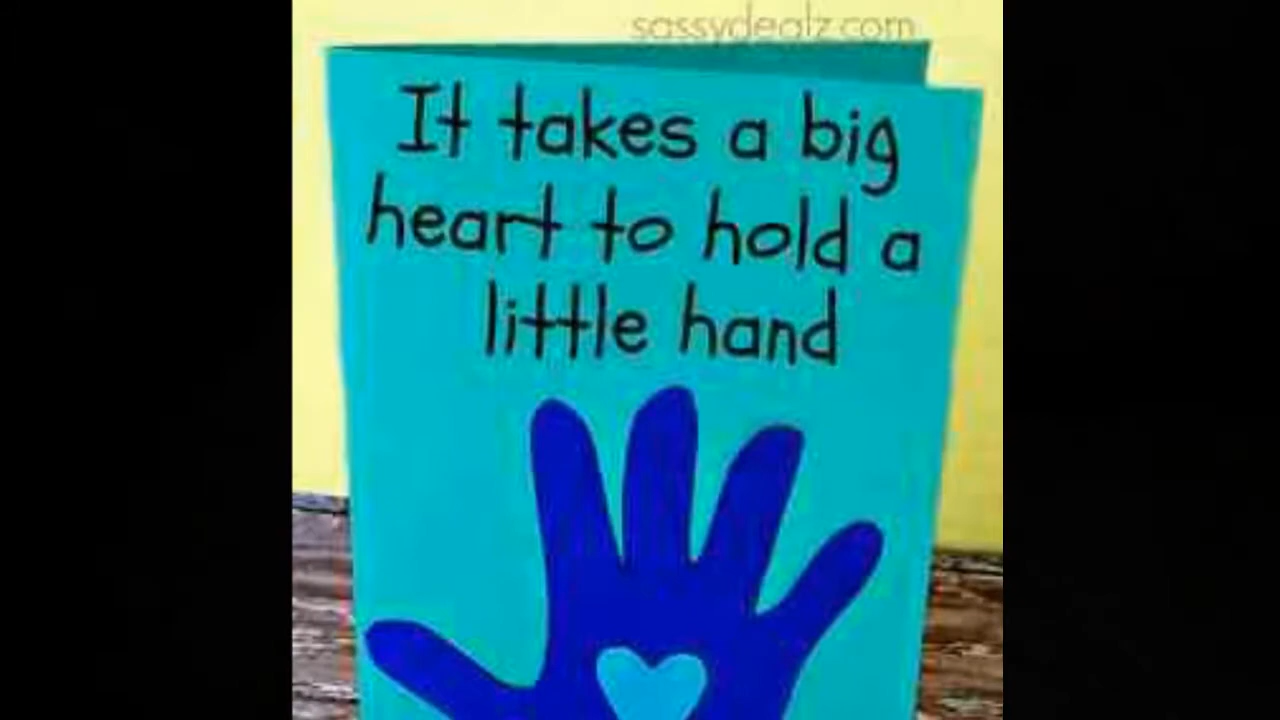 sassydealz.com
It takes a big
heart to hold a
little hand